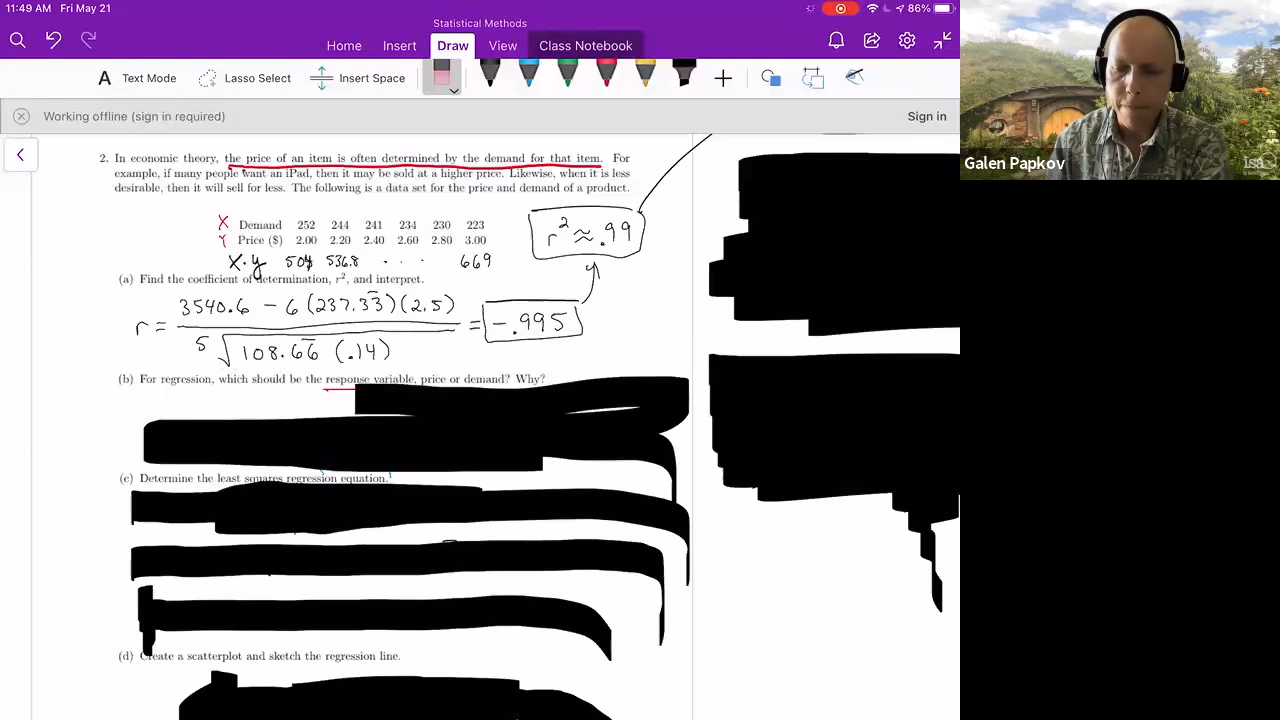 11:49 AM Fri May 21
86%
Statistical Methods
Home Insert Draw View Class Notebook
A Text Mode Lasso Select Insert Space
Working offline (sign in required) Sign in
Galen Papkov
2. In economic theory, the price of an item is often determined by the demand for that item. For
example, if many people want an iPad, then it may be sold at a higher price. Likewise, when it is less
desirable, then it will sell for less. The following is a data set for the price and demand of a product.
X Demand 252 244 241 234 230 223
Y Price ($) 2.00 2.20 2.40 2.60 2.80 3.00
x·y 504 536.8 . . . 669
r² ≈ .99
(a) Find the coefficient of determination, r², and interpret.
3540.6 − 6(237.33̄)(2.5)
r = = −.995
5 √108.66̄ (.14)
(b) For regression, which should be the response variable, price or demand? Why?
(c) Determine the least squares regression equation.
(d) Create a scatterplot and sketch the regression line.